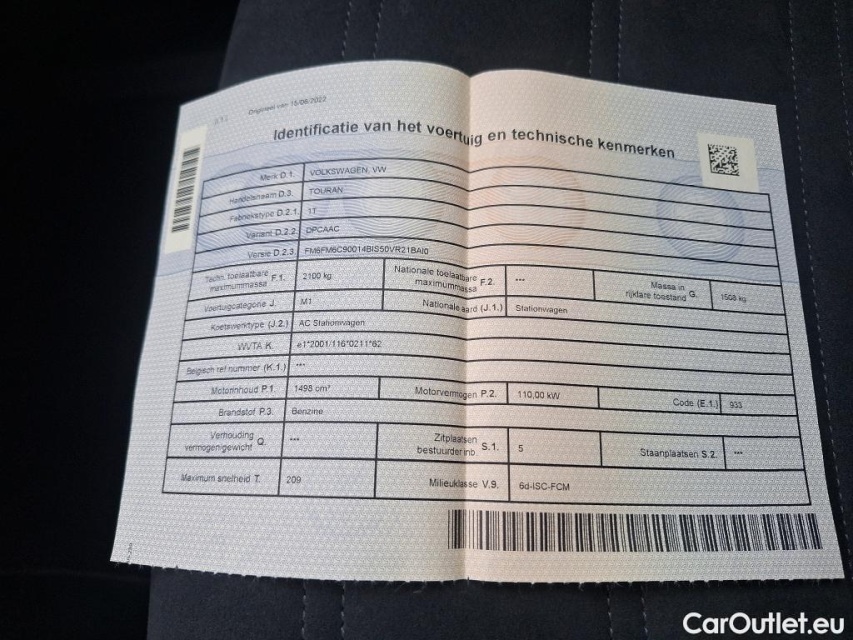 Origineel van 15/06/2022
Identificatie van het voertuig en technische kenmerken
Merk D.1. VOLKSWAGEN, VW
Handelsnaam D.3. TOURAN
Fabriekstype D.2.1. 1T
Variant D.2.2. DPCAAC
Versie D.2.3. FM6FM6C90014BIS50VR21BAI0
Techn. toelaatbare maximummassa F.1. 2100 kg Nationale toelaatbare maximummassa F.2. --- Massa in rijklare toestand G. 1508 kg
Voertuigcategorie J. M1 Nationale aard (J.1.) Stationwagen
Koetswerktype (J.2.) AC Stationwagen
WVTA K. e1*2001/116*0211*62
Belgisch ref nummer (K.1.) ---
Motorinhoud P.1. 1498 cm³ Motorvermogen P.2. 110,00 kW Code (E.1.) 933
Brandstof P.3. Benzine
Verhouding vermogen/gewicht Q. --- Zitplaatsen bestuurder inb. S.1. 5 Staanplaatsen S.2. ---
Maximum snelheid T. 209 Milieuklasse V.9. 6d-ISC-FCM
CarOutlet.eu